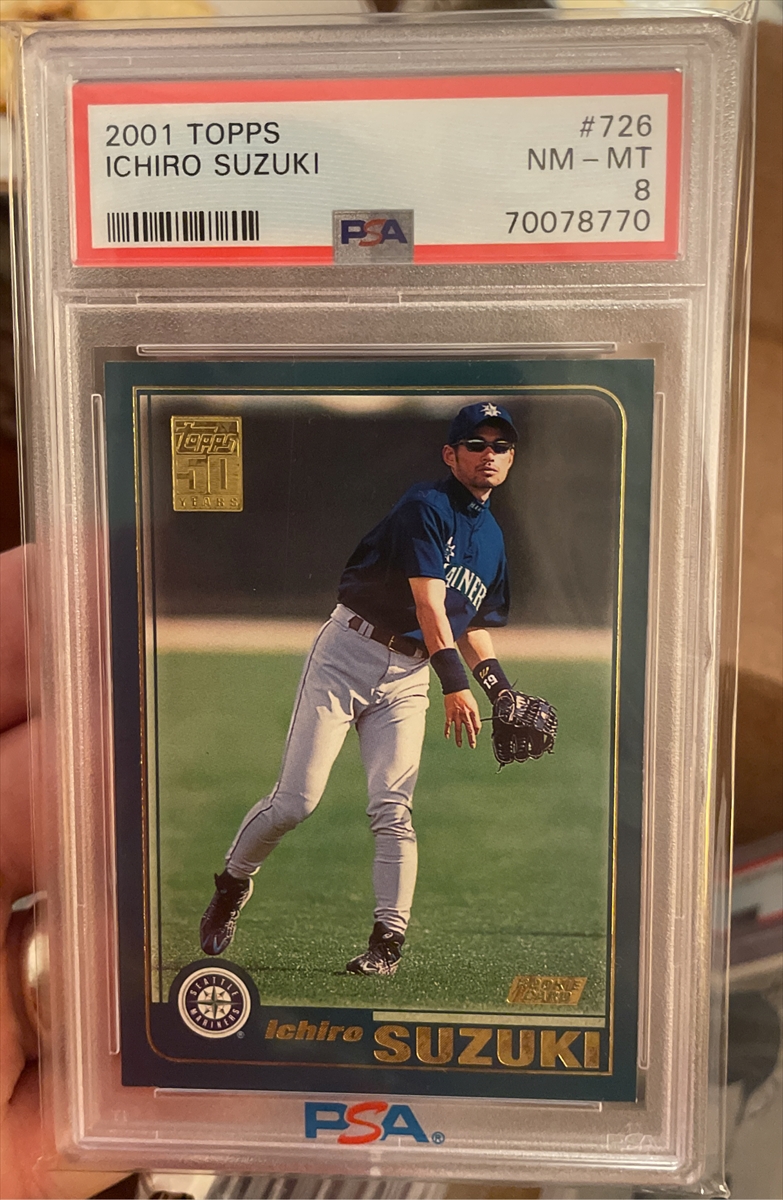 2001 TOPPS
ICHIRO SUZUKI
#726
NM - MT
8
70078770
PSA
Topps
50
YEARS
AINER
19
ROOKIE
CARD
SEATTLE
MARINERS
®
Ichiro SUZUKI
PSA®